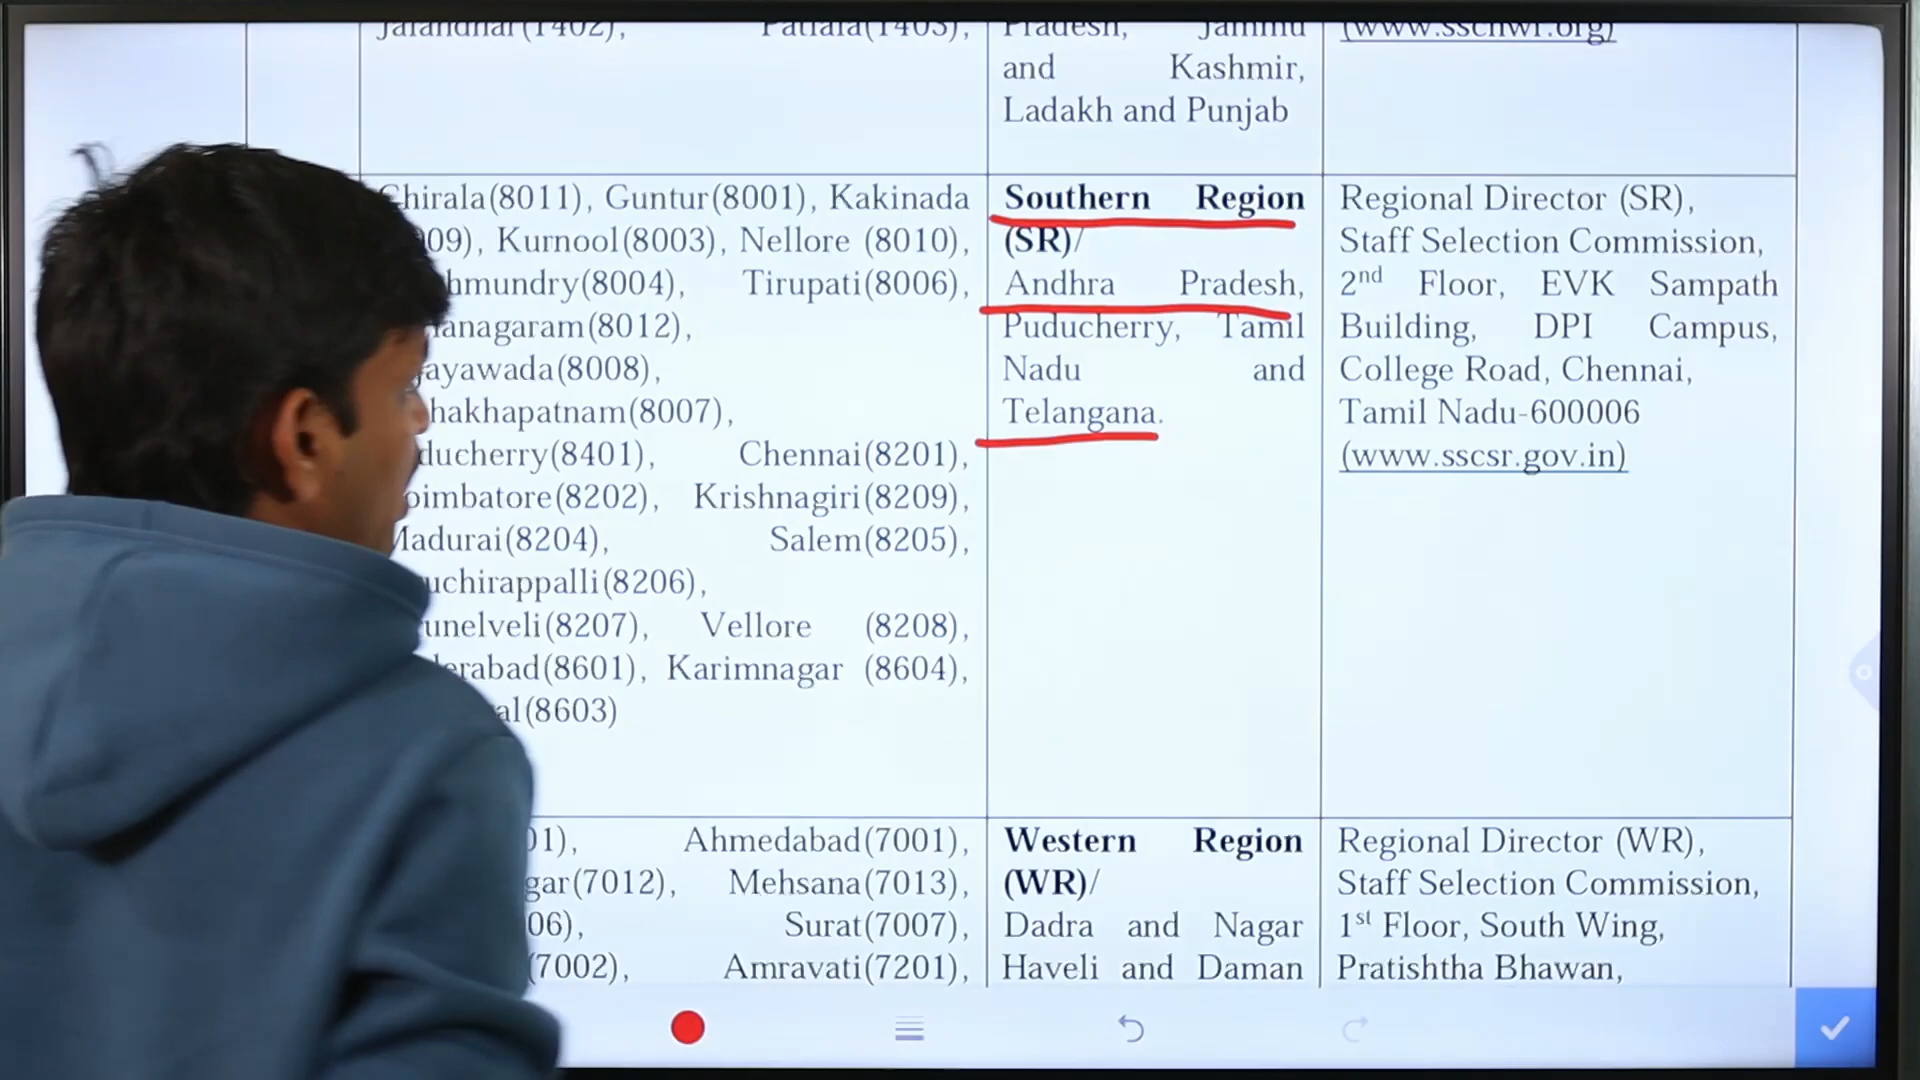 Jalandhar(1402), Patiala(1403),
Pradesh, Jammu
and Kashmir,
Ladakh and Punjab
(www.sscnwr.org)
Chirala(8011), Guntur(8001), Kakinada
09), Kurnool(8003), Nellore (8010),
hmundry(8004), Tirupati(8006),
anagaram(8012),
ayawada(8008),
hakhapatnam(8007),
ducherry(8401), Chennai(8201),
oimbatore(8202), Krishnagiri(8209),
Madurai(8204), Salem(8205),
uchirappalli(8206),
unelveli(8207), Vellore (8208),
erabad(8601), Karimnagar (8604),
al(8603)
Southern Region
(SR)/
Andhra Pradesh,
Puducherry, Tamil
Nadu and
Telangana.
Regional Director (SR),
Staff Selection Commission,
2nd Floor, EVK Sampath
Building, DPI Campus,
College Road, Chennai,
Tamil Nadu-600006
(www.sscsr.gov.in)
01), Ahmedabad(7001),
gar(7012), Mehsana(7013),
06), Surat(7007),
(7002), Amravati(7201),
Western Region
(WR)/
Dadra and Nagar
Haveli and Daman
Regional Director (WR),
Staff Selection Commission,
1st Floor, South Wing,
Pratishtha Bhawan,